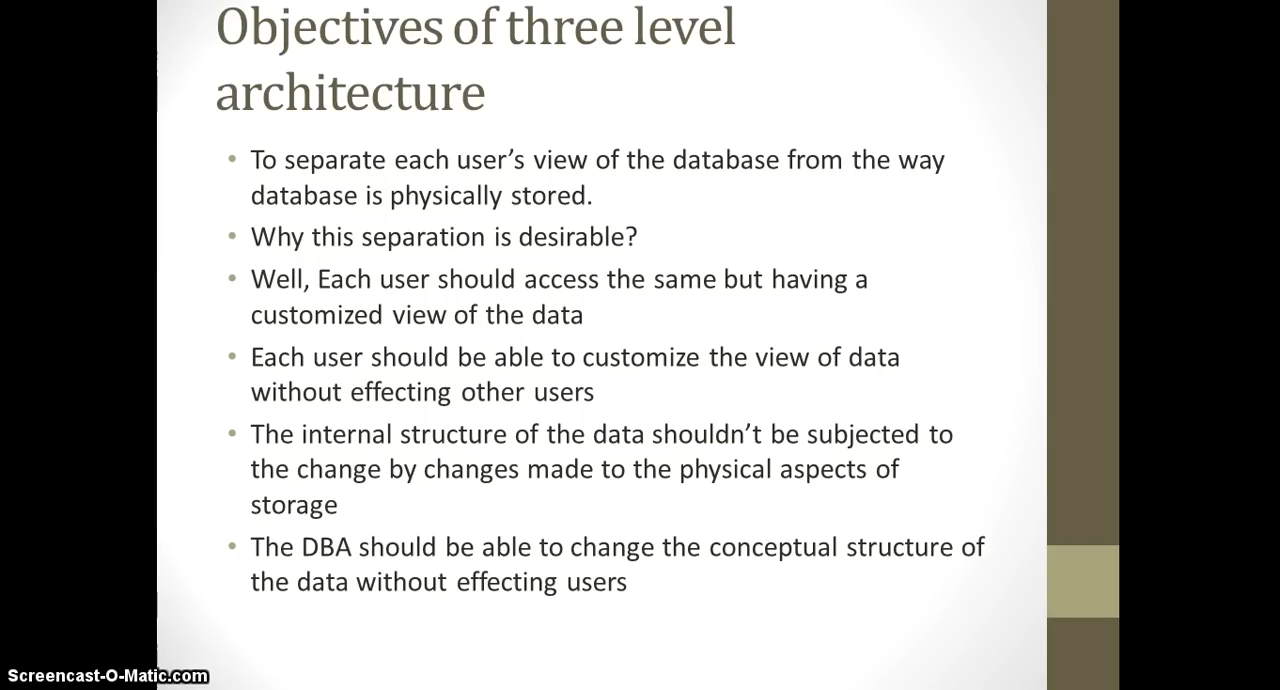 Objectives of three level
architecture
• To separate each user’s view of the database from the way
database is physically stored.
• Why this separation is desirable?
• Well, Each user should access the same but having a
customized view of the data
• Each user should be able to customize the view of data
without effecting other users
• The internal structure of the data shouldn’t be subjected to
the change by changes made to the physical aspects of
storage
• The DBA should be able to change the conceptual structure of
the data without effecting users
Screencast-O-Matic.com